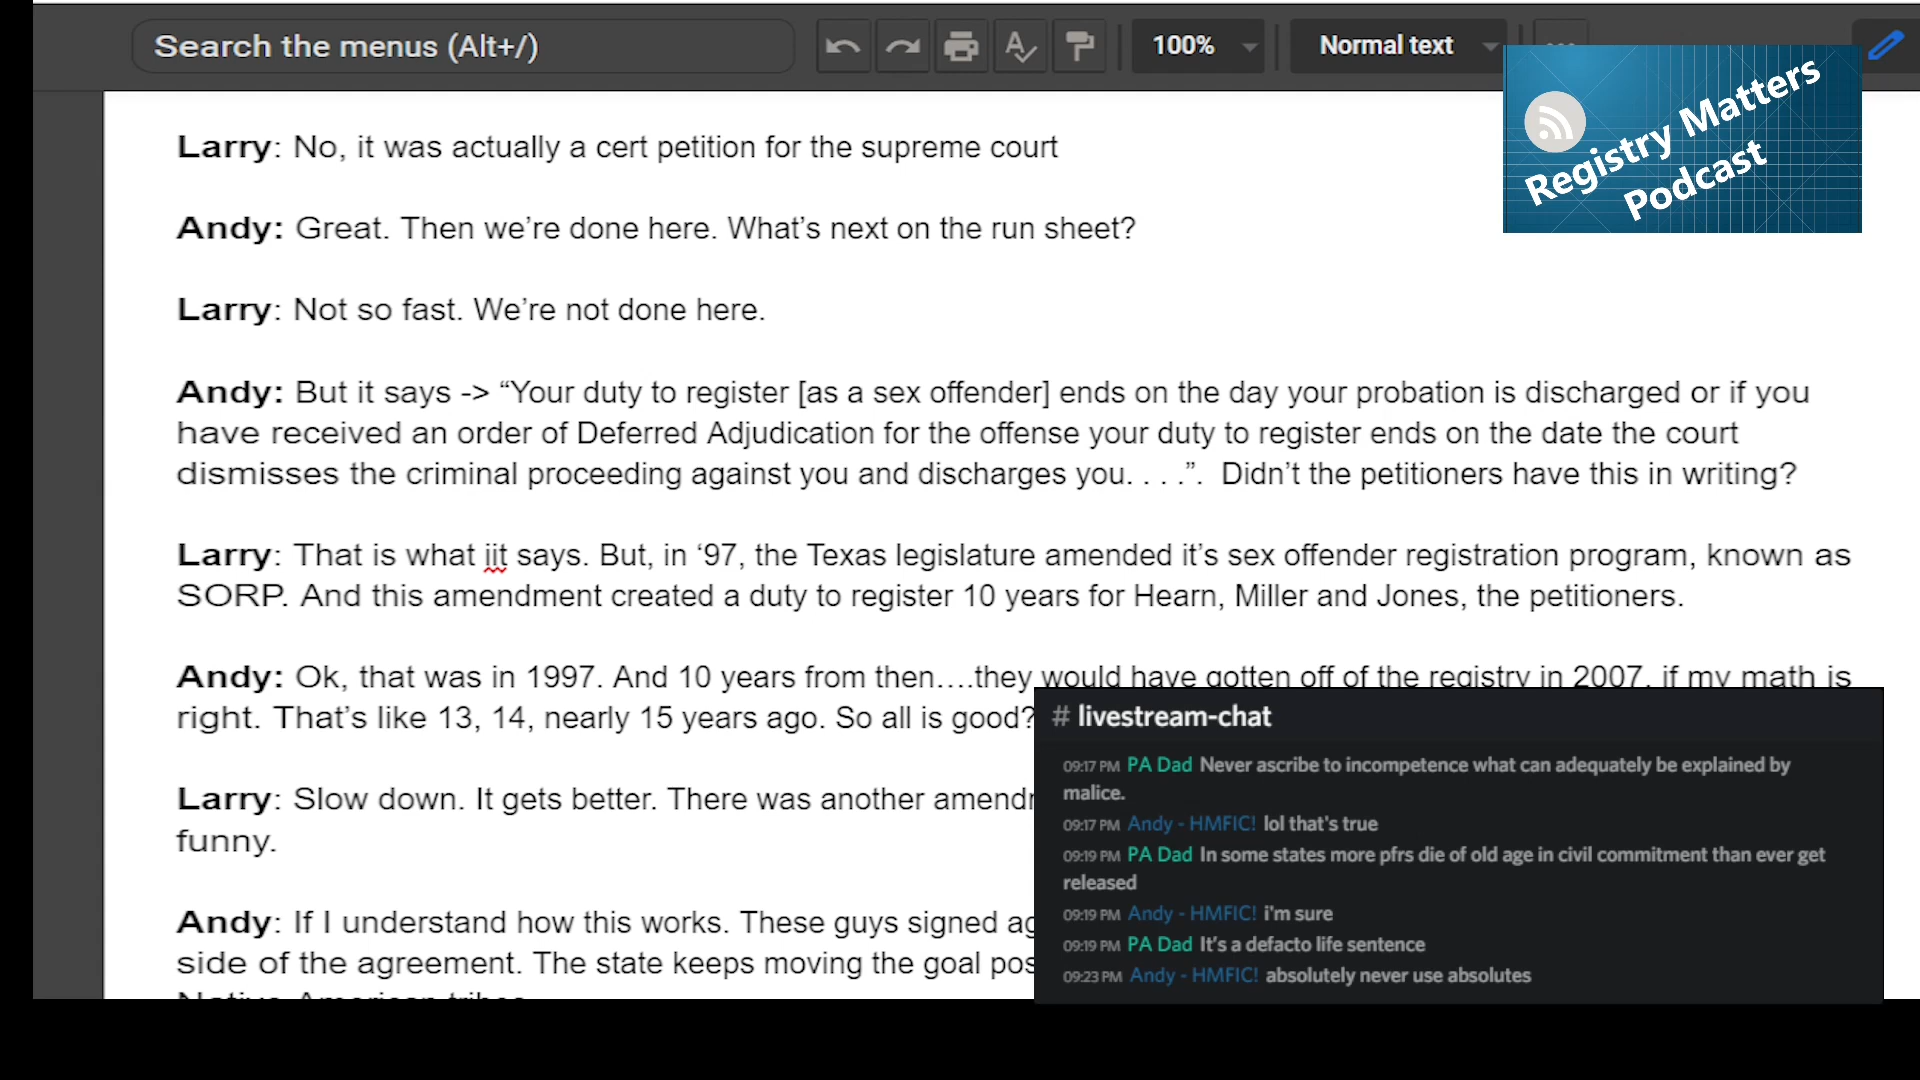 Search the menus (Alt+/)
100%
Normal text
Registry Matters
Podcast
Larry: No, it was actually a cert petition for the supreme court
Andy: Great. Then we’re done here. What’s next on the run sheet?
Larry: Not so fast. We’re not done here.
Andy: But it says -> “Your duty to register [as a sex offender] ends on the day your probation is discharged or if you
have received an order of Deferred Adjudication for the offense your duty to register ends on the date the court
dismisses the criminal proceeding against you and discharges you. . . .”. Didn’t the petitioners have this in writing?
Larry: That is what iit says. But, in ‘97, the Texas legislature amended it’s sex offender registration program, known as
SORP. And this amendment created a duty to register 10 years for Hearn, Miller and Jones, the petitioners.
Andy: Ok, that was in 1997. And 10 years from then….they would have gotten off of the registry in 2007, if my math is
right. That’s like 13, 14, nearly 15 years ago. So all is good?
Larry: Slow down. It gets better. There was another
funny.
Andy: If I understand how this works. These guys signed
side of the agreement. The state keeps moving the goal
# livestream-chat
09:17 PM PA Dad Never ascribe to incompetence what can adequately be explained by
malice.
09:17 PM Andy - HMFIC! lol that's true
09:19 PM PA Dad In some states more pfrs die of old age in civil commitment than ever get
released
09:19 PM Andy - HMFIC! i'm sure
09:19 PM PA Dad It's a defacto life sentence
09:23 PM Andy - HMFIC! absolutely never use absolutes